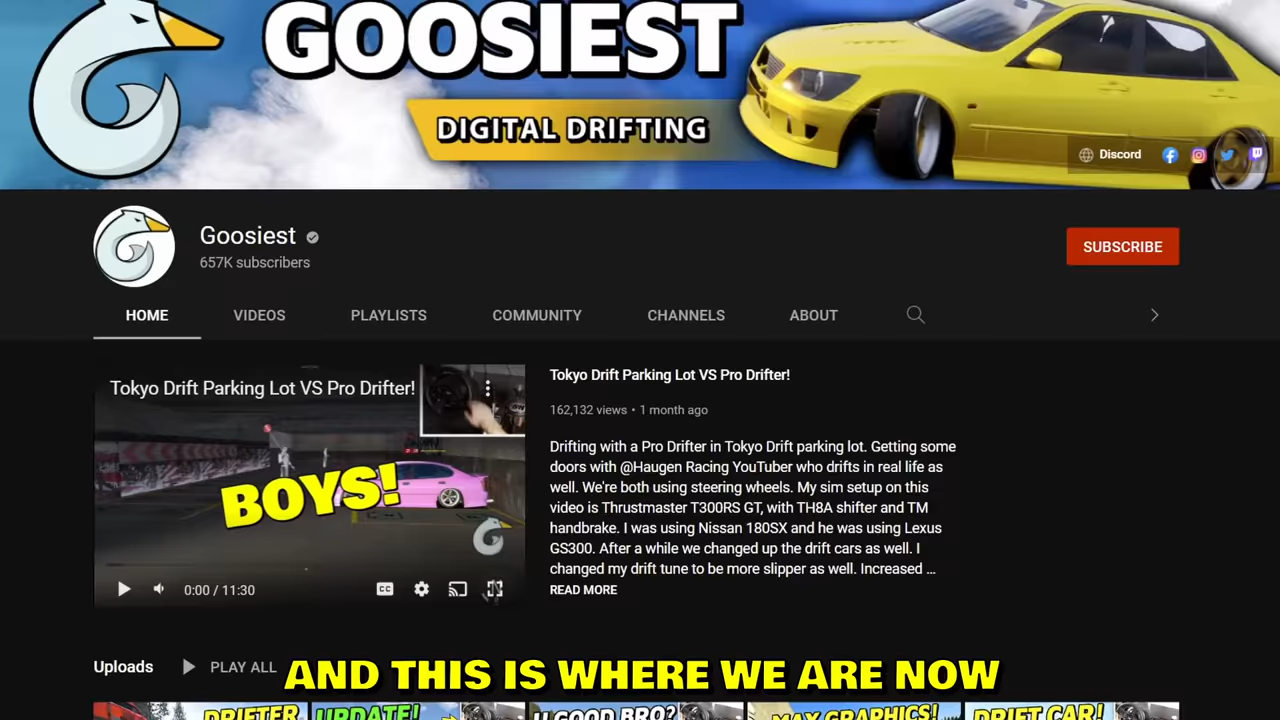 GOOSIEST
DIGITAL DRIFTING
Discord
Goosiest
657K subscribers
SUBSCRIBE
HOME VIDEOS PLAYLISTS COMMUNITY CHANNELS ABOUT
Tokyo Drift Parking Lot VS Pro Drifter!
BOYS!
0:00 / 11:30
CC
Tokyo Drift Parking Lot VS Pro Drifter!
162,132 views • 1 month ago
Drifting with a Pro Drifter in Tokyo Drift parking lot. Getting some
doors with @Haugen Racing YouTuber who drifts in real life as
well. We're both using steering wheels. My sim setup on this
video is Thrustmaster T300RS GT, with TH8A shifter and TM
handbrake. I was using Nissan 180SX and he was using Lexus
GS300. After a while we changed up the drift cars as well. I
changed my drift tune to be more slipper as well. Increased ...
READ MORE
Uploads PLAY ALL
AND THIS IS WHERE WE ARE NOW
DRIFTER UPDATE! U GOOD BRO? MAX GRAPHICS! DRIFT CAR!